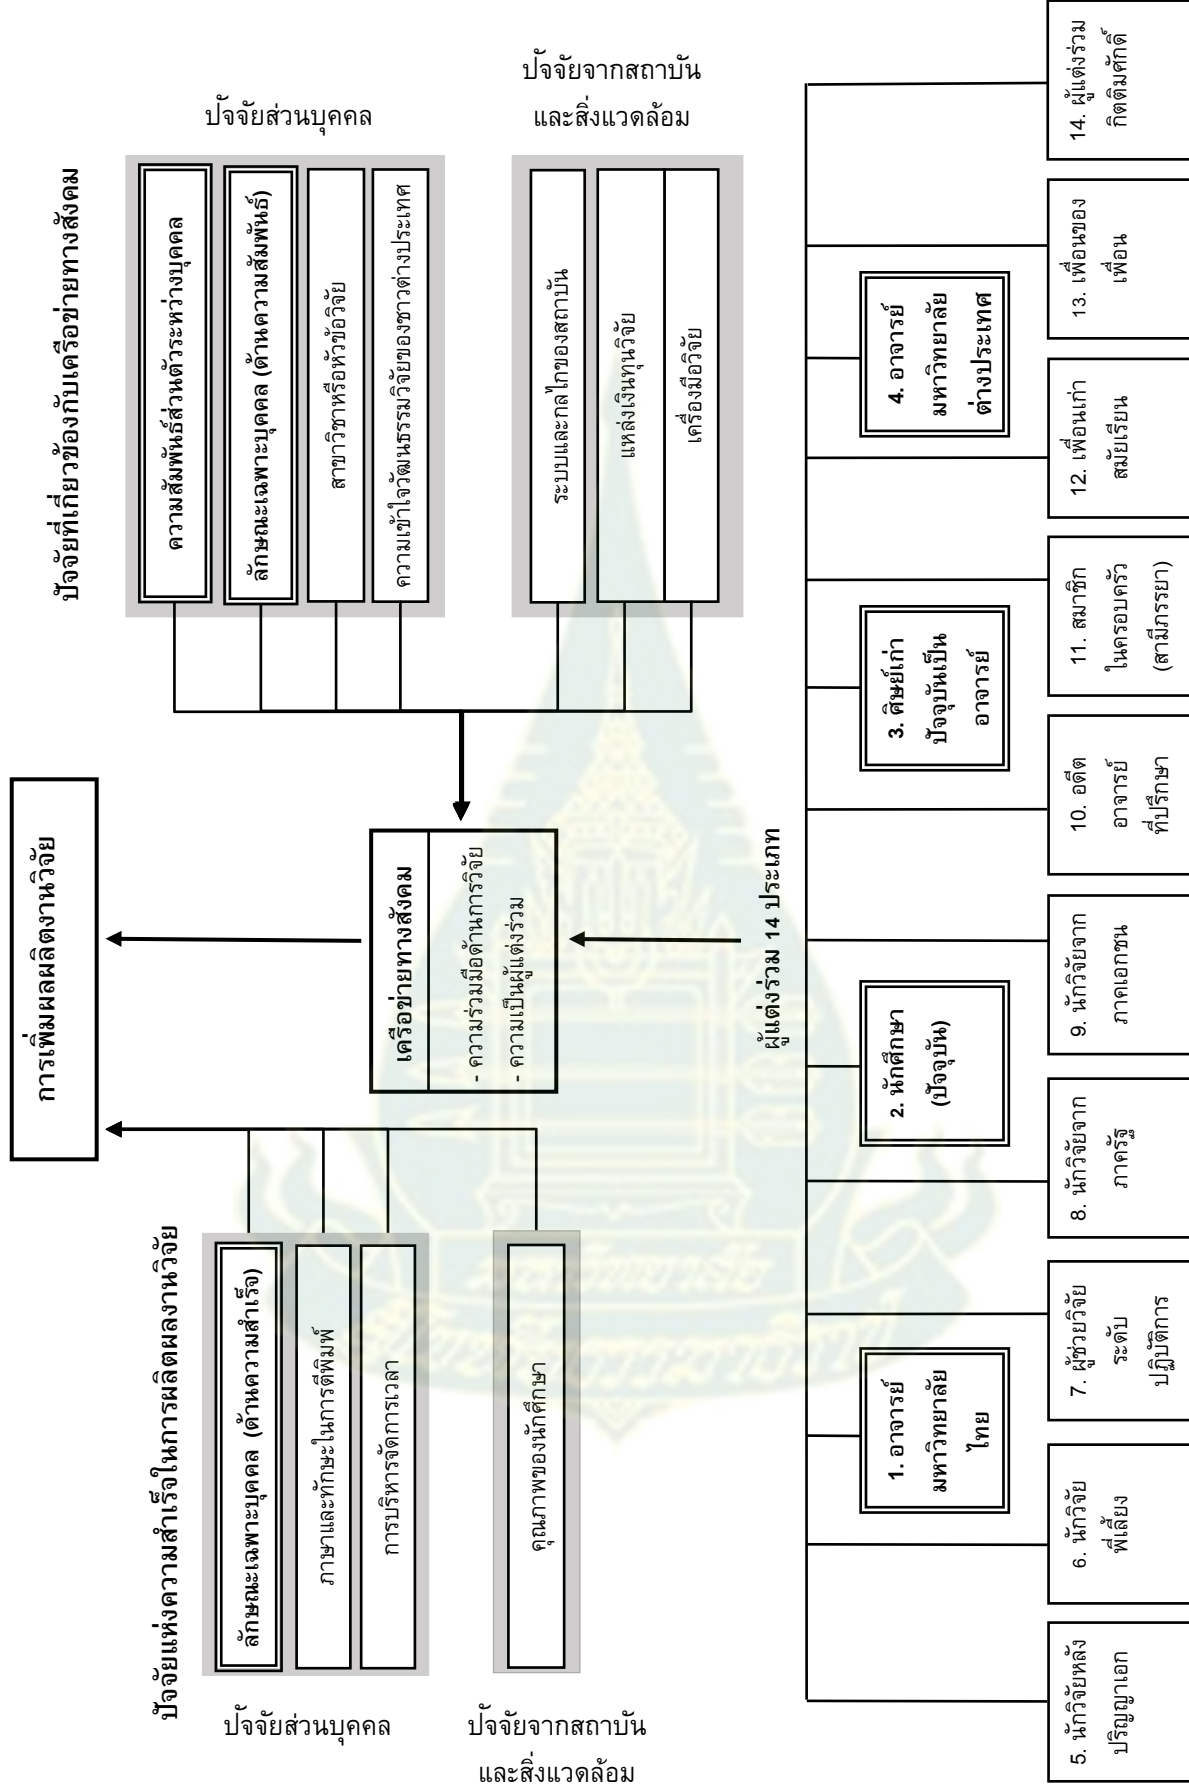 การเพิ่มผลผลิตงานวิจัย
ปัจจัยแห่งความสำเร็จในการผลิตผลงานวิจัย
ปัจจัยส่วนบุคคล
ลักษณะเฉพาะบุคคล (ด้านความสำเร็จ)
ภาษาและทักษะในการตีพิมพ์
การบริหารจัดการเวลา
ปัจจัยจากสถาบัน
และสิ่งแวดล้อม
คุณภาพของนักศึกษา
เครือข่ายทางสังคม
- ความร่วมมือด้านการวิจัย
- ความเป็นผู้แต่งร่วม
ปัจจัยที่เกี่ยวข้องกับเครือข่ายทางสังคม
ปัจจัยส่วนบุคคล
ความสัมพันธ์ส่วนตัวระหว่างบุคคล
ลักษณะเฉพาะบุคคล (ด้านความสัมพันธ์)
สาขาวิชาหรือหัวข้อวิจัย
ความเข้าใจวัฒนธรรมวิจัยของชาวต่างประเทศ
ปัจจัยจากสถาบัน
และสิ่งแวดล้อม
ระบบและกลไกของสถาบัน
แหล่งเงินทุนวิจัย
เครื่องมือวิจัย
ผู้แต่งร่วม 14 ประเภท
1. อาจารย์
มหาวิทยาลัย
ไทย
2. นักศึกษา
(ปัจจุบัน)
3. ศิษย์เก่า
ปัจจุบันเป็น
อาจารย์
4. อาจารย์
มหาวิทยาลัย
ต่างประเทศ
5. นักวิจัยหลัง
ปริญญาเอก
6. นักวิจัย
พี่เลี้ยง
7. ผู้ช่วยวิจัย
ระดับ
ปฏิบัติการ
8. นักวิจัยจาก
ภาครัฐ
9. นักวิจัยจาก
ภาคเอกชน
10. อดีต
อาจารย์
ที่ปรึกษา
11. สมาชิก
ในครอบครัว
(สามีภรรยา)
12. เพื่อนเก่า
สมัยเรียน
13. เพื่อนของ
เพื่อน
14. ผู้แต่งร่วม
กิตติมศักดิ์